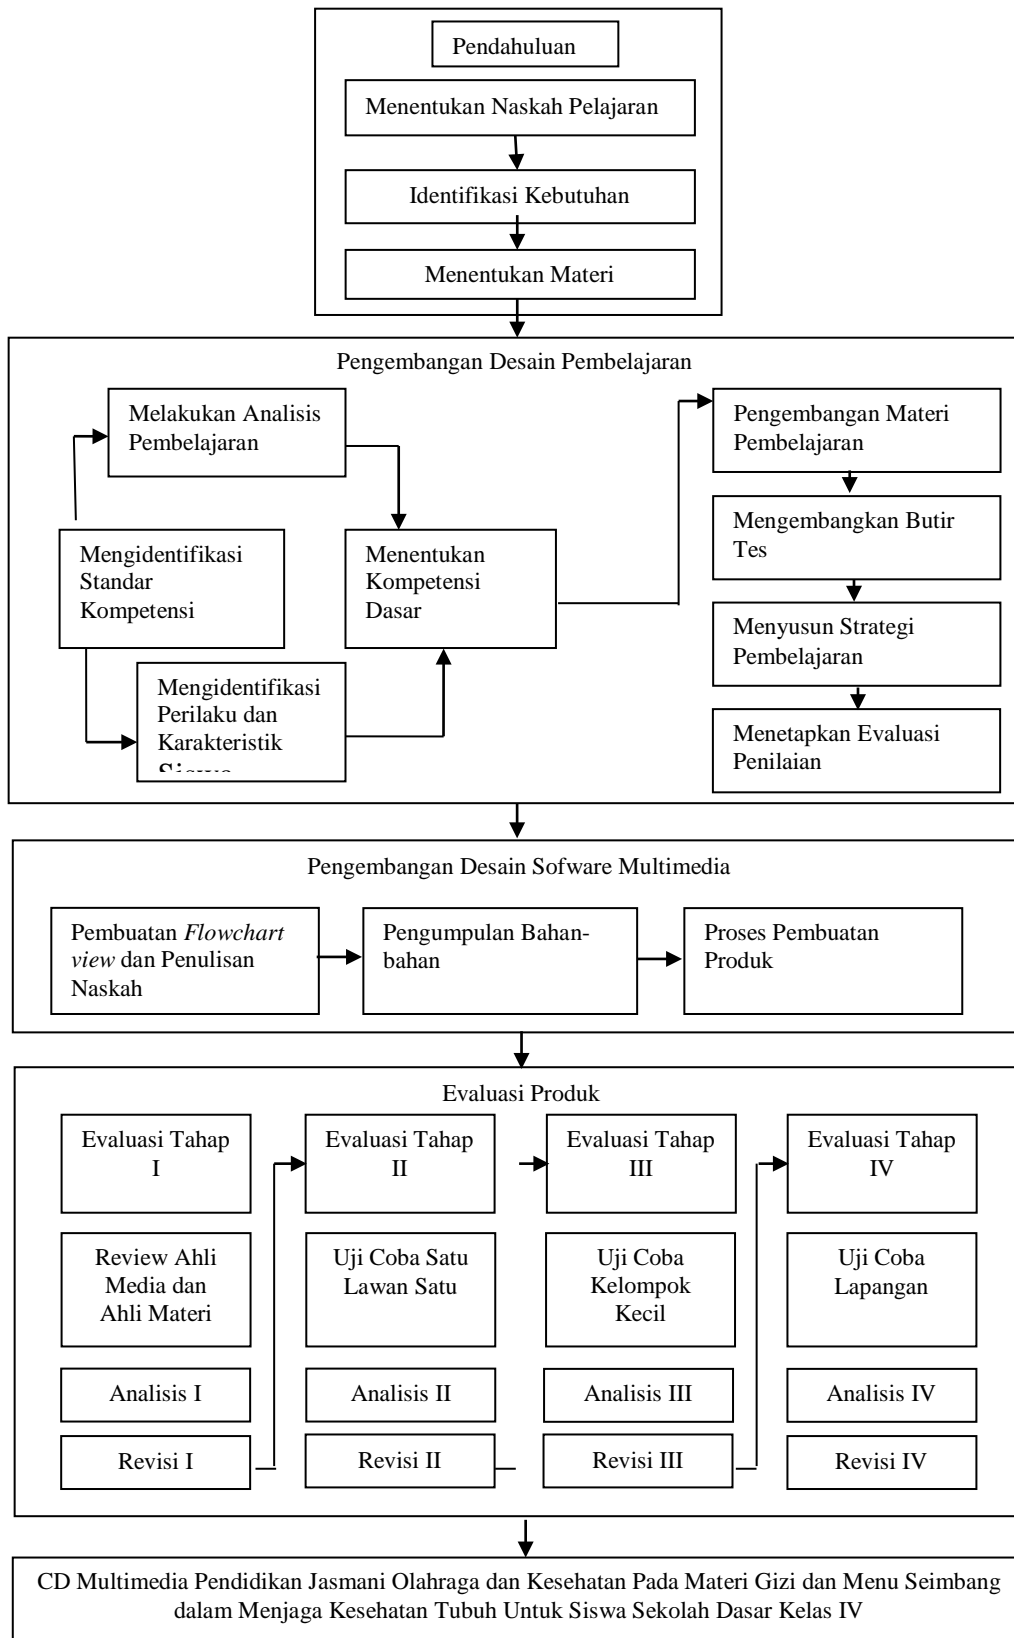 Pendahuluan
Menentukan Naskah Pelajaran
Identifikasi Kebutuhan
Menentukan Materi
Pengembangan Desain Pembelajaran
Melakukan Analisis
Pembelajaran
Mengidentifikasi
Standar
Kompetensi
Mengidentifikasi
Perilaku dan
Karakteristik
Siswa
Menentukan
Kompetensi
Dasar
Pengembangan Materi
Pembelajaran
Mengembangkan Butir
Tes
Menyusun Strategi
Pembelajaran
Menetapkan Evaluasi
Penilaian
Pengembangan Desain Sofware Multimedia
Pembuatan Flowchart
view dan Penulisan
Naskah
Pengumpulan Bahan-
bahan
Proses Pembuatan
Produk
Evaluasi Produk
Evaluasi Tahap
I
Review Ahli
Media dan
Ahli Materi
Analisis I
Revisi I
Evaluasi Tahap
II
Uji Coba Satu
Lawan Satu
Analisis II
Revisi II
Evaluasi Tahap
III
Uji Coba
Kelompok
Kecil
Analisis III
Revisi III
Evaluasi Tahap
IV
Uji Coba
Lapangan
Analisis IV
Revisi IV
CD Multimedia Pendidikan Jasmani Olahraga dan Kesehatan Pada Materi Gizi dan Menu Seimbang
dalam Menjaga Kesehatan Tubuh Untuk Siswa Sekolah Dasar Kelas IV